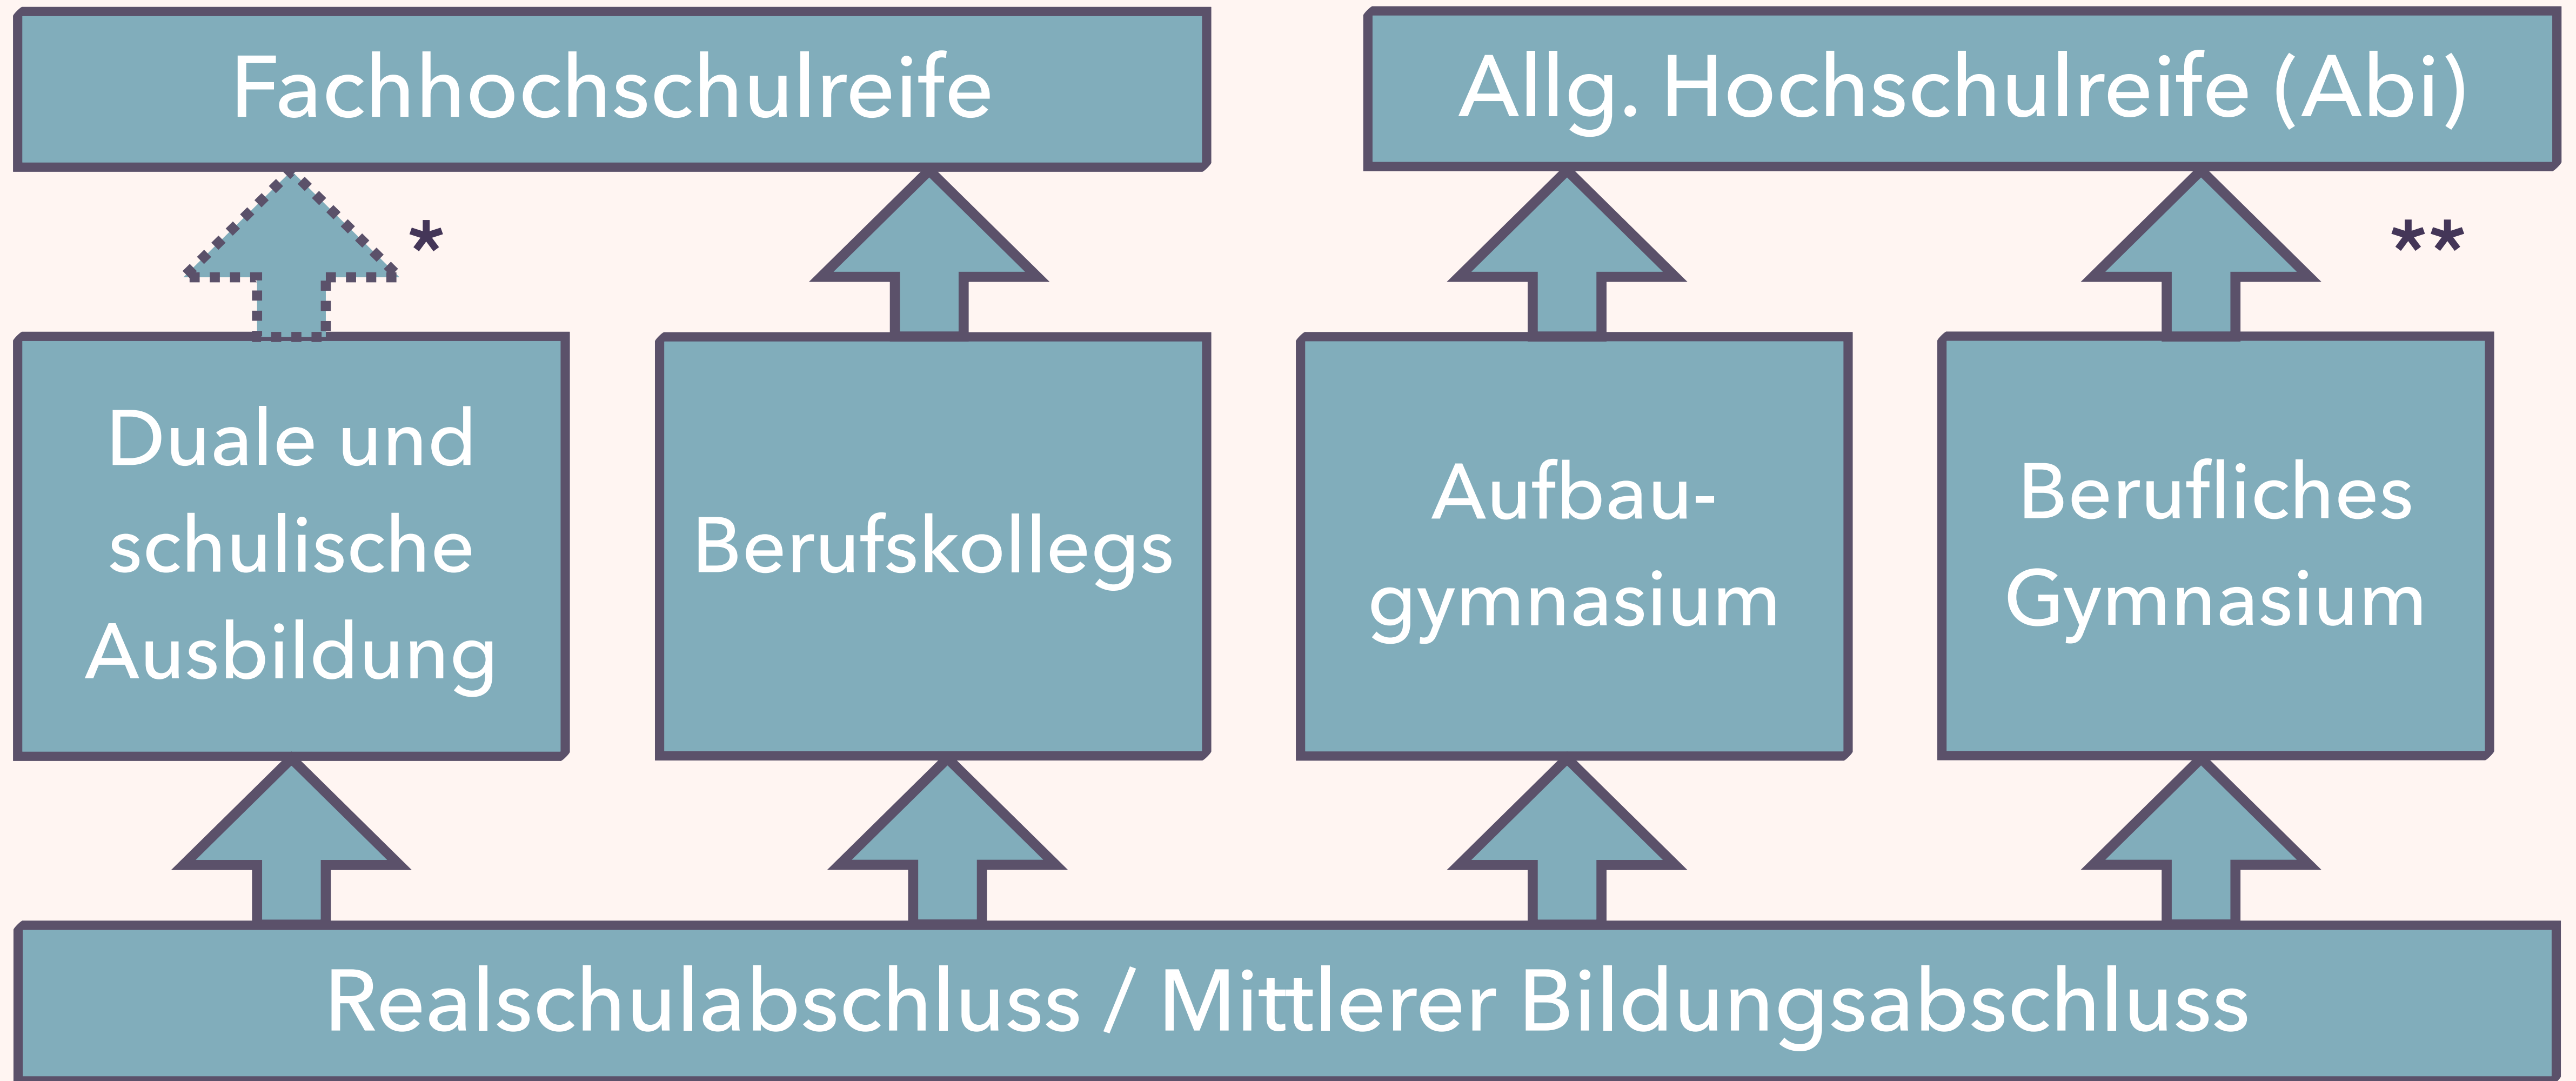 Fachhochschulreife
Allg. Hochschulreife (Abi)
*
**
Duale und
schulische
Ausbildung
Berufskollegs
Aufbau-
gymnasium
Berufliches
Gymnasium
Realschulabschluss / Mittlerer Bildungsabschluss